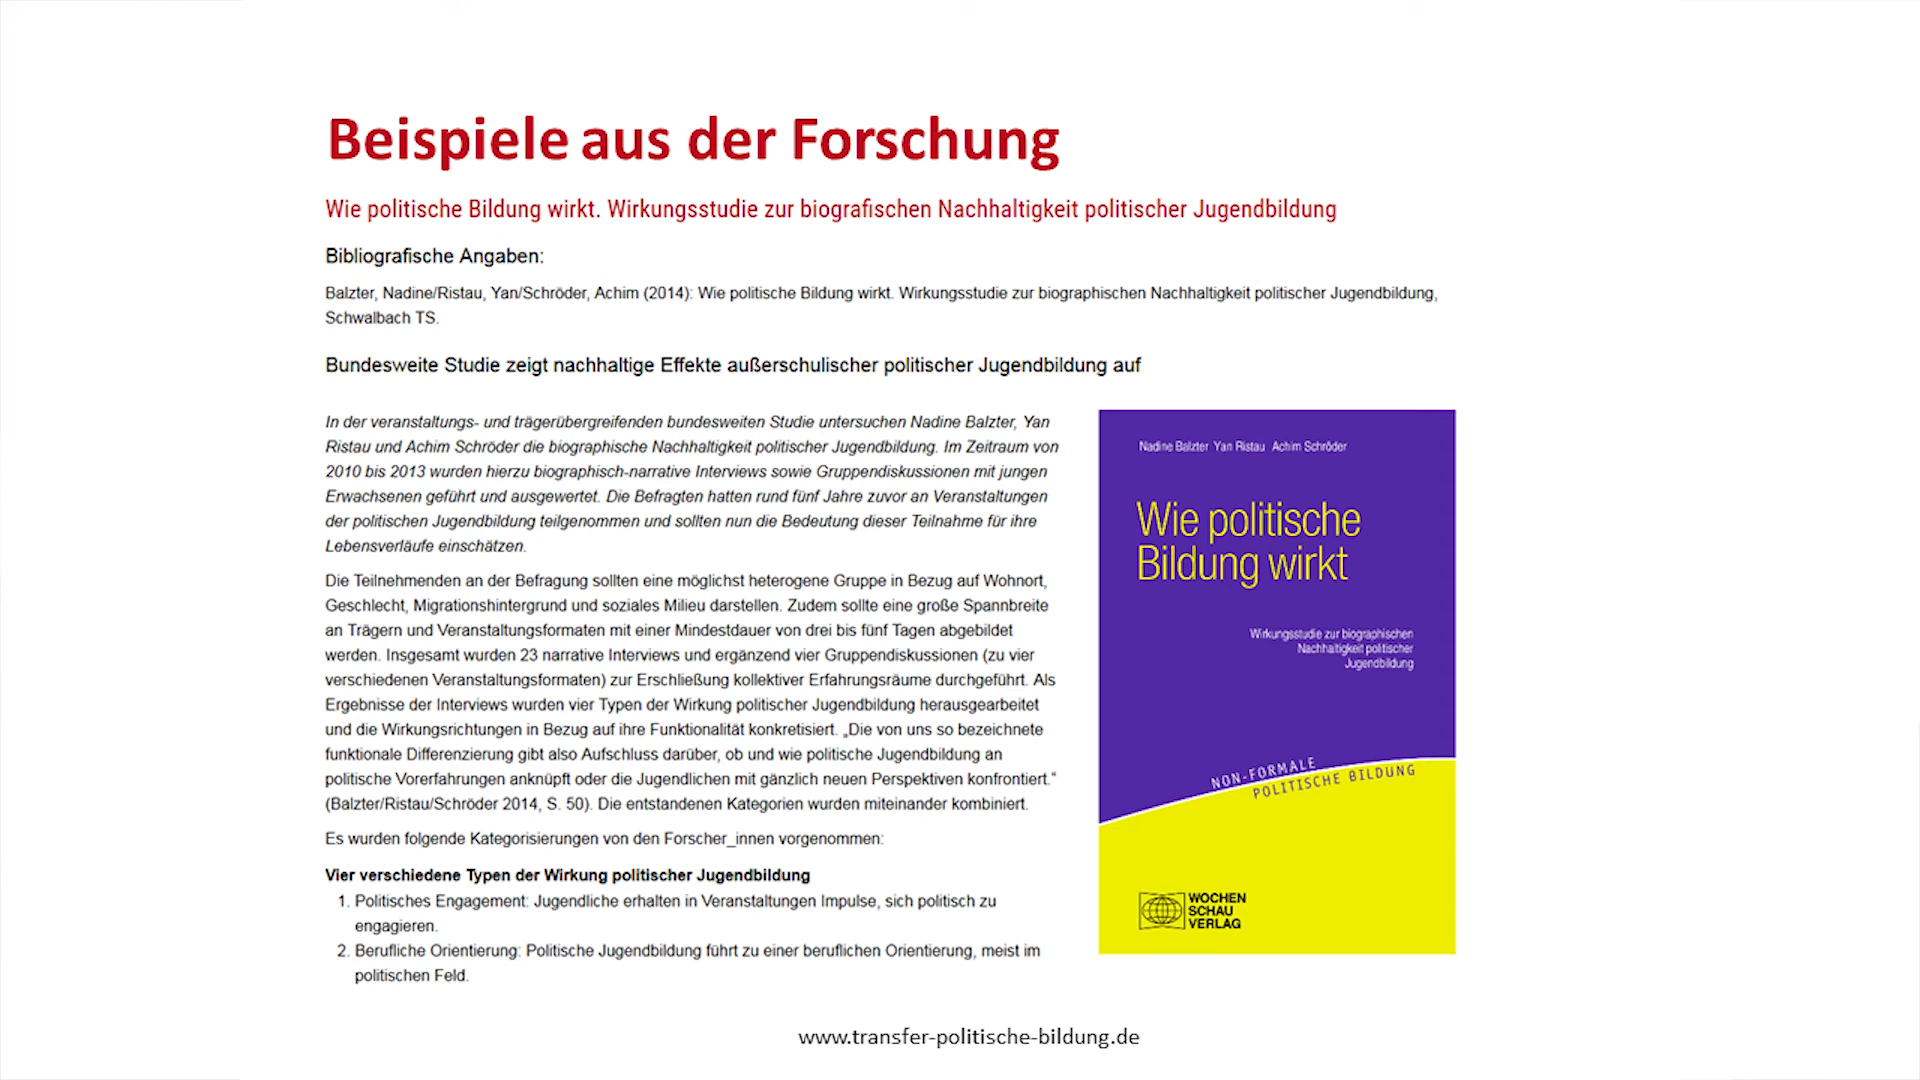 Beispiele aus der Forschung
Wie politische Bildung wirkt. Wirkungsstudie zur biografischen Nachhaltigkeit politischer Jugendbildung
Bibliografische Angaben:
Balzter, Nadine/Ristau, Yan/Schröder, Achim (2014): Wie politische Bildung wirkt. Wirkungsstudie zur biographischen Nachhaltigkeit politischer Jugendbildung,
Schwalbach TS.
Bundesweite Studie zeigt nachhaltige Effekte außerschulischer politischer Jugendbildung auf
In der veranstaltungs- und trägerübergreifenden bundesweiten Studie untersuchen Nadine Balzter, Yan
Ristau und Achim Schröder die biographische Nachhaltigkeit politischer Jugendbildung. Im Zeitraum von
2010 bis 2013 wurden hierzu biographisch-narrative Interviews sowie Gruppendiskussionen mit jungen
Erwachsenen geführt und ausgewertet. Die Befragten hatten rund fünf Jahre zuvor an Veranstaltungen
der politischen Jugendbildung teilgenommen und sollten nun die Bedeutung dieser Teilnahme für ihre
Lebensverläufe einschätzen.
Die Teilnehmenden an der Befragung sollten eine möglichst heterogene Gruppe in Bezug auf Wohnort,
Geschlecht, Migrationshintergrund und soziales Milieu darstellen. Zudem sollte eine große Spannbreite
an Trägern und Veranstaltungsformaten mit einer Mindestdauer von drei bis fünf Tagen abgebildet
werden. Insgesamt wurden 23 narrative Interviews und ergänzend vier Gruppendiskussionen (zu vier
verschiedenen Veranstaltungsformaten) zur Erschließung kollektiver Erfahrungsräume durchgeführt. Als
Ergebnisse der Interviews wurden vier Typen der Wirkung politischer Jugendbildung herausgearbeitet
und die Wirkungsrichtungen in Bezug auf ihre Funktionalität konkretisiert. „Die von uns so bezeichnete
funktionale Differenzierung gibt also Aufschluss darüber, ob und wie politische Jugendbildung an
politische Vorerfahrungen anknüpft oder die Jugendlichen mit gänzlich neuen Perspektiven konfrontiert.“
(Balzter/Ristau/Schröder 2014, S. 50). Die entstandenen Kategorien wurden miteinander kombiniert.
Es wurden folgende Kategorisierungen von den Forscher_innen vorgenommen:
Vier verschiedene Typen der Wirkung politischer Jugendbildung
1. Politisches Engagement: Jugendliche erhalten in Veranstaltungen Impulse, sich politisch zu
engagieren.
2. Berufliche Orientierung: Politische Jugendbildung führt zu einer beruflichen Orientierung, meist im
politischen Feld.
Nadine Balzter Yan Ristau Achim Schröder
Wie politische
Bildung wirkt
Wirkungsstudie zur biographischen
Nachhaltigkeit politischer
Jugendbildung
NON-FORMALE
POLITISCHE BILDUNG
WOCHEN
SCHAU
VERLAG
www.transfer-politische-bildung.de